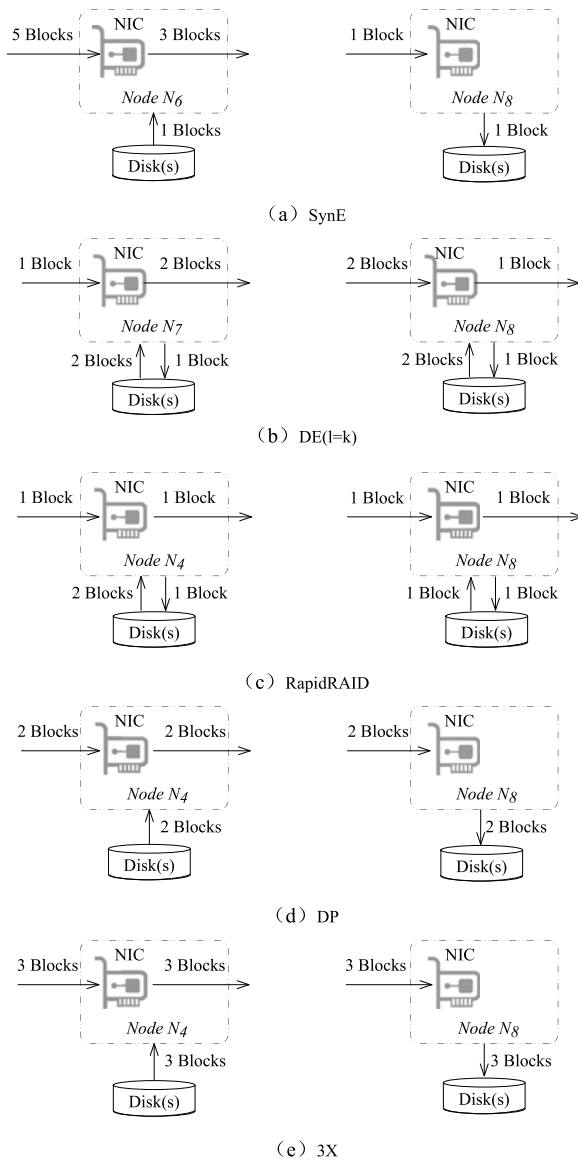 NIC NIC
5 Blocks 3 Blocks 1 Block
Node N6 Node N8
1 Blocks 1 Block
Disk(s) Disk(s)
（a）SynE
NIC NIC
1 Block 2 Blocks 2 Blocks 1 Block
Node N7 Node N8
2 Blocks 1 Block 2 Blocks 1 Block
Disk(s) Disk(s)
（b）DE(l=k)
NIC NIC
1 Block 1 Block 1 Block 1 Block
Node N4 Node N8
2 Blocks 1 Block 1 Block 1 Block
Disk(s) Disk(s)
（c）RapidRAID
NIC NIC
2 Blocks 2 Blocks 2 Blocks
Node N4 Node N8
2 Blocks 2 Blocks
Disk(s) Disk(s)
（d）DP
NIC NIC
3 Blocks 3 Blocks 3 Blocks
Node N4 Node N8
3 Blocks 3 Blocks
Disk(s) Disk(s)
（e）3X